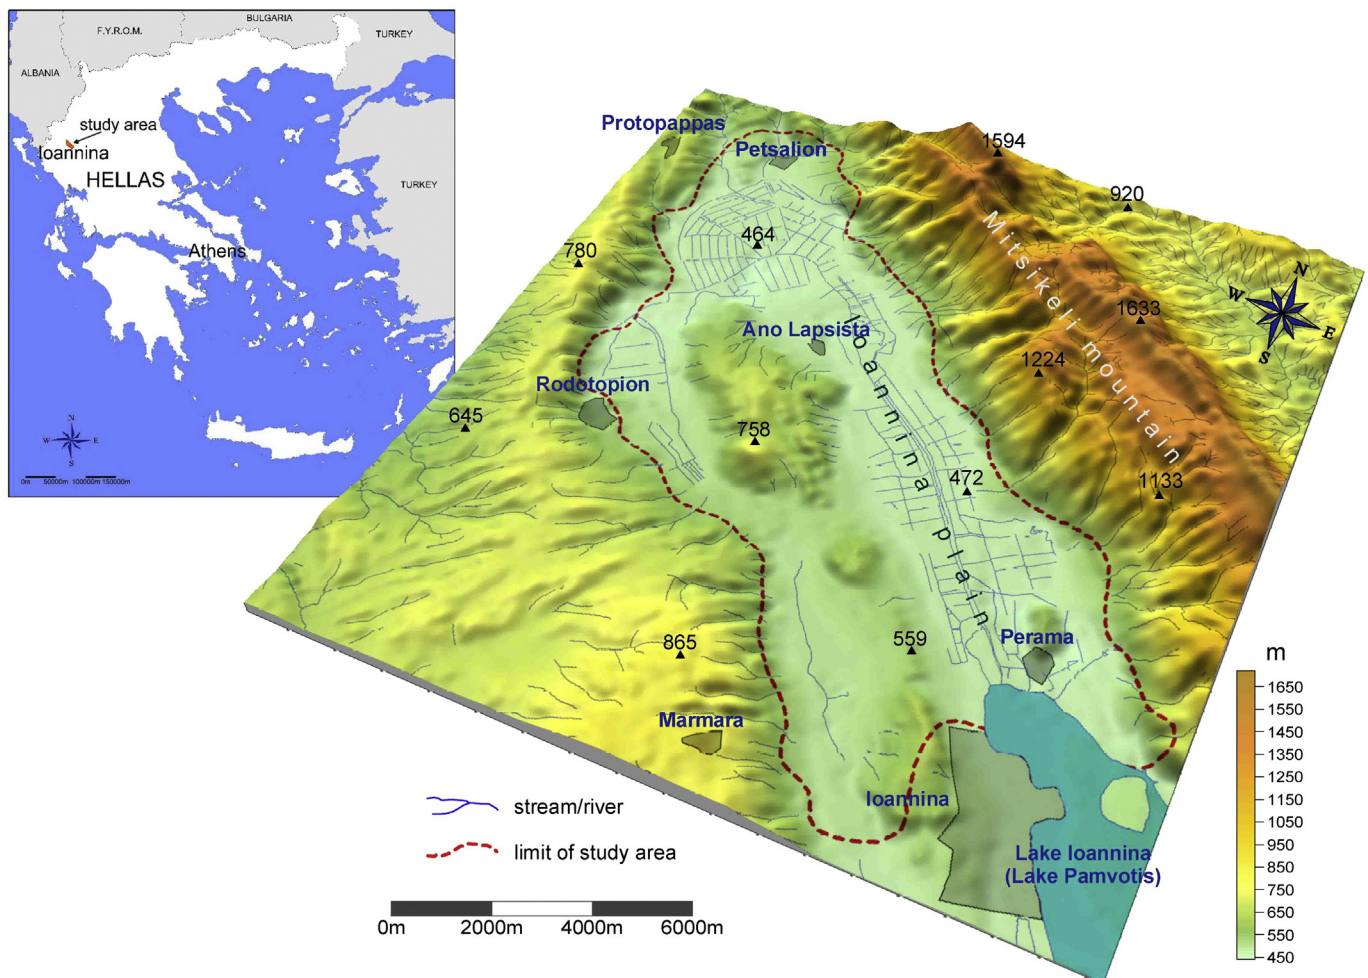 BULGARIA
F.Y.R.O.M.
TURKEY
ALBANIA
study area
Ioannina
HELLAS
TURKEY
Athens
N
W
E
S
0m 50000m 100000m 150000m
Protopappas
Petsalion
1594
920
464
780
Mitsikeli mountain
N
W
E
S
1633
Ano Lapsista
1224
Rodotopion
Ioannina plain
645
758
472
1133
865
559
Perama
Marmara
Ioannina
Lake Ioannina
(Lake Pamvotis)
stream/river
limit of study area
0m 2000m 4000m 6000m
m
1650
1550
1450
1350
1250
1150
1050
950
850
750
650
550
450